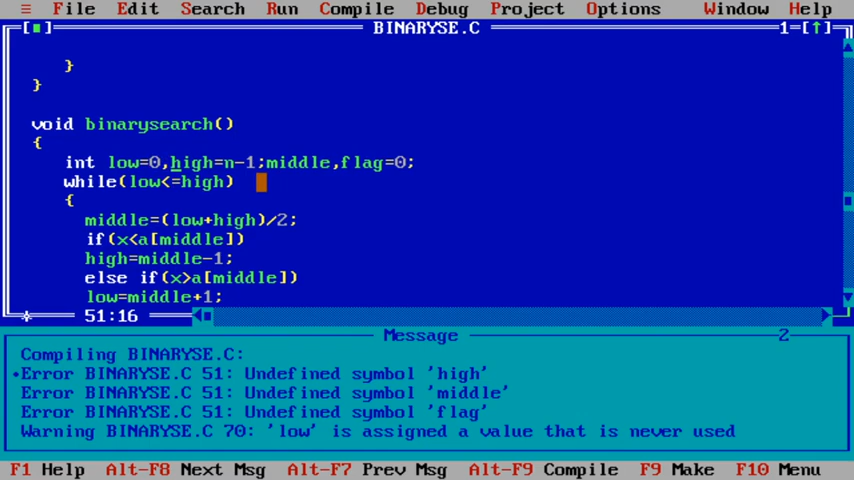 ≡ File Edit Search Run Compile Debug Project Options Window Help
[■] BINARYSE.C 1=[↑]
}
}
void binarysearch()
{
int low=0,high=n-1;middle,flag=0;
while(low<=high)
{
middle=(low+high)/2;
if(x<a[middle])
high=middle-1;
else if(x>a[middle])
low=middle+1;
* 51:16
Message 2
Compiling BINARYSE.C:
•Error BINARYSE.C 51: Undefined symbol 'high'
Error BINARYSE.C 51: Undefined symbol 'middle'
Error BINARYSE.C 51: Undefined symbol 'flag'
Warning BINARYSE.C 70: 'low' is assigned a value that is never used
F1 Help Alt-F8 Next Msg Alt-F7 Prev Msg Alt-F9 Compile F9 Make F10 Menu